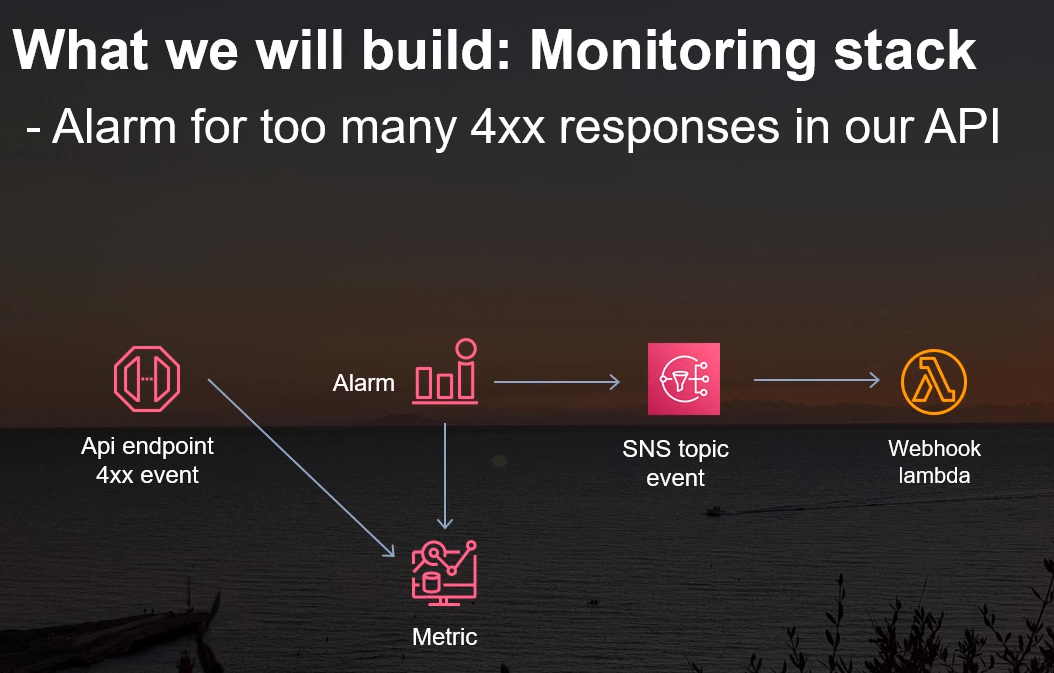 What we will build: Monitoring stack
- Alarm for too many 4xx responses in our API
Alarm
Api endpoint
4xx event
SNS topic
event
Webhook
lambda
Metric